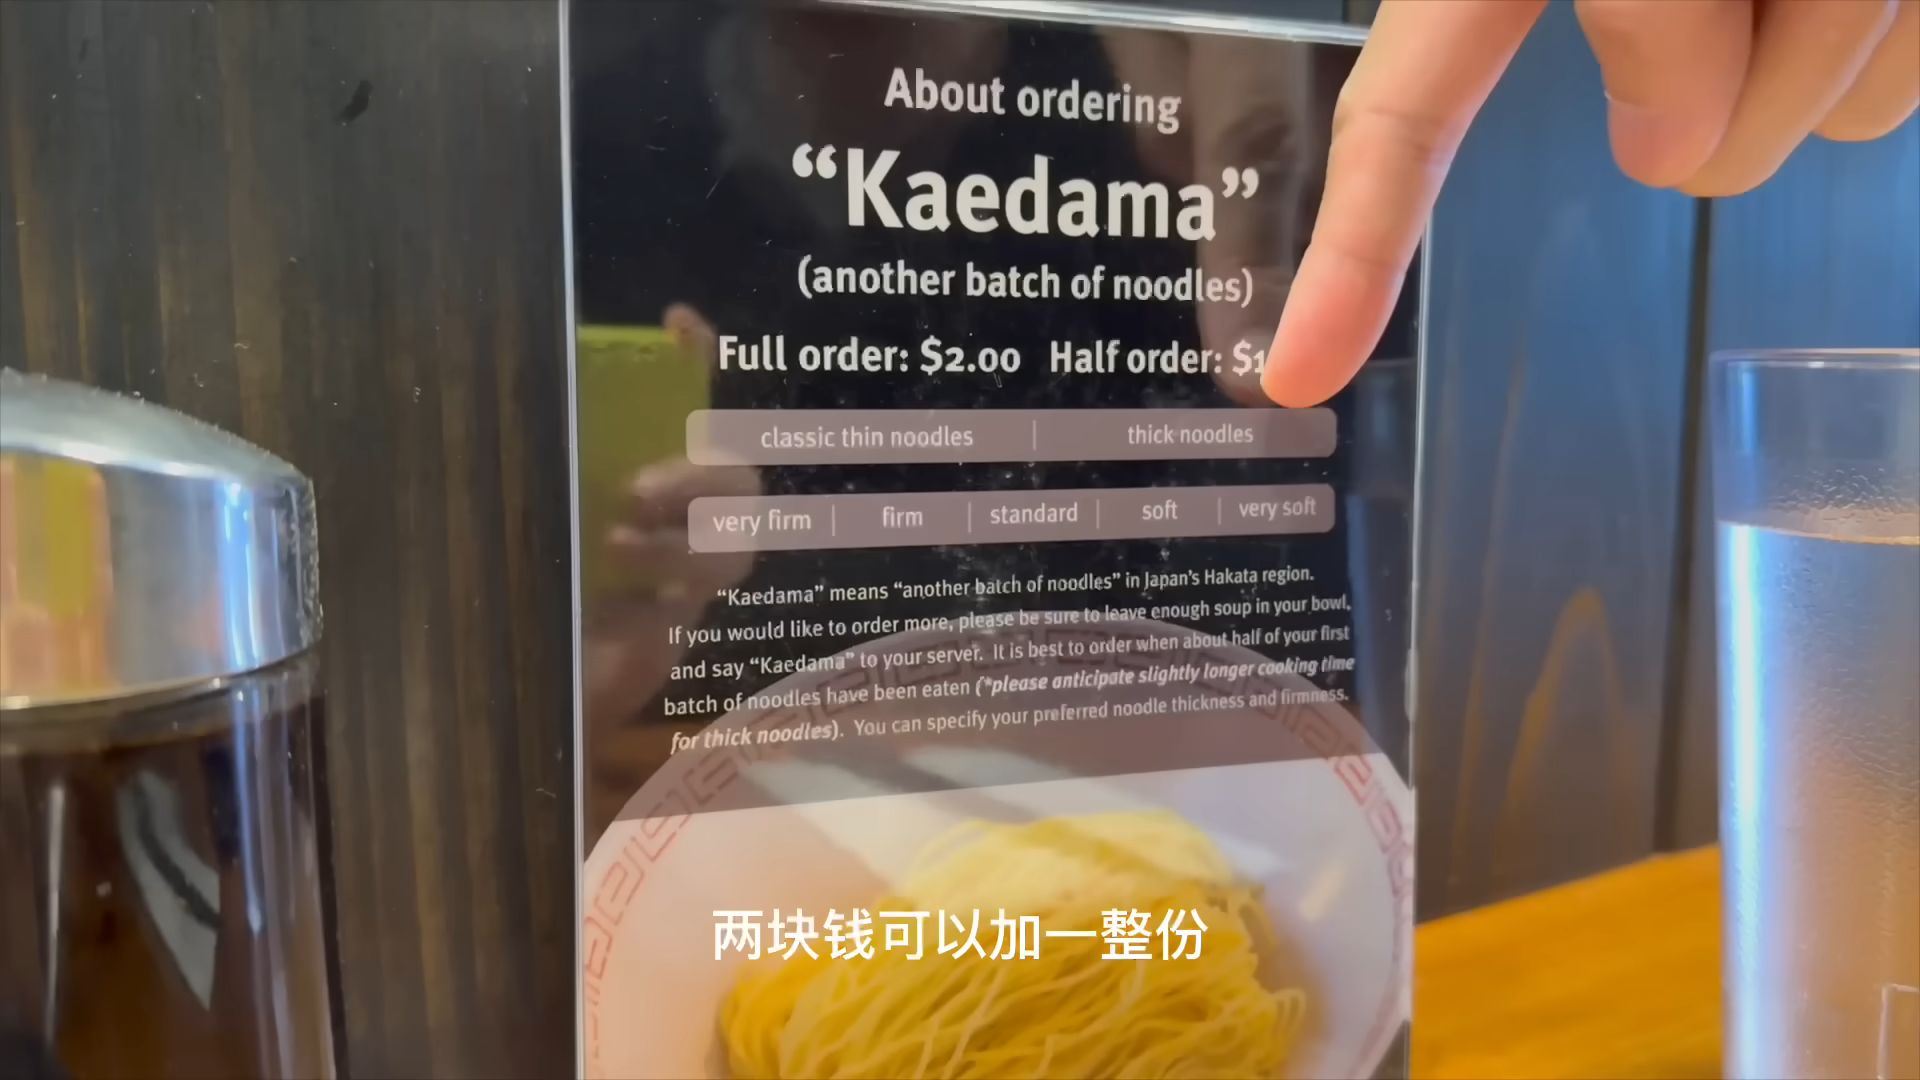 About ordering
“Kaedama”
(another batch of noodles)
Full order: $2.00 Half order: $1
classic thin noodles | thick noodles
very firm | firm | standard | soft | very soft
“Kaedama” means “another batch of noodles” in Japan’s Hakata region.
If you would like to order more, please be sure to leave enough soup in your bowl,
and say “Kaedama” to your server. It is best to order when about half of your first
batch of noodles have been eaten (*please anticipate slightly longer cooking time
for thick noodles). You can specify your preferred noodle thickness and firmness.
两块钱可以加一整份